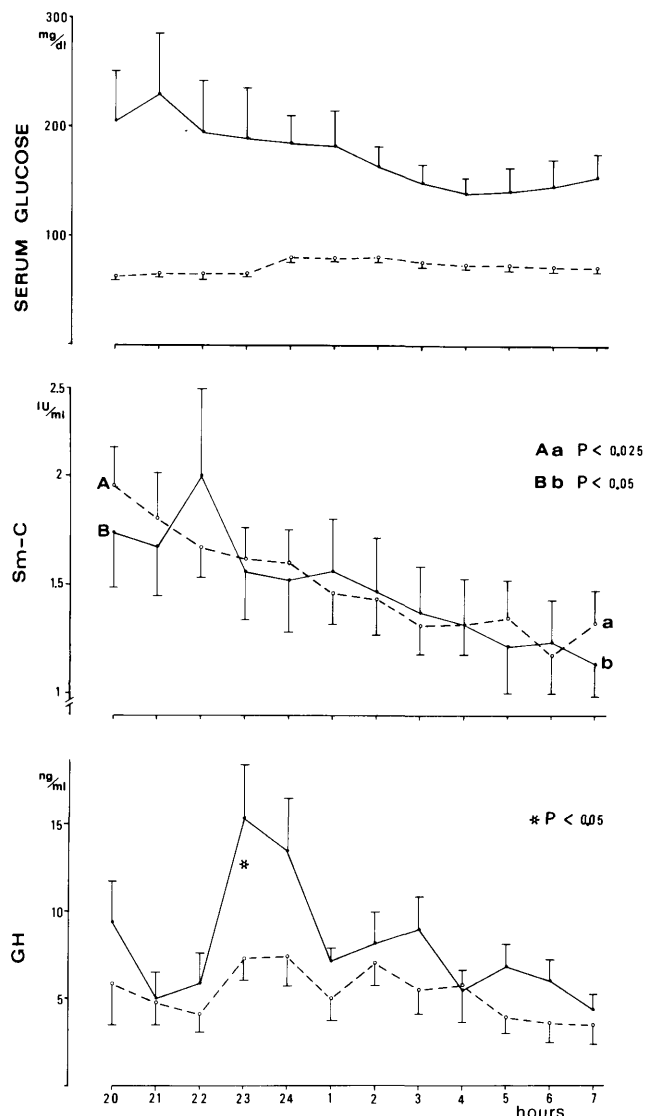 300
mg/dl
200
100
SERUM GLUCOSE
2.5
IU/ml
2
1.5
1
Sm-C
A
B
A a P < 0.025
B b P < 0.05
a
b
ng/ml
15
10
5
GH
* P < 0.05
*
20 21 22 23 24 1 2 3 4 5 6 7
hours